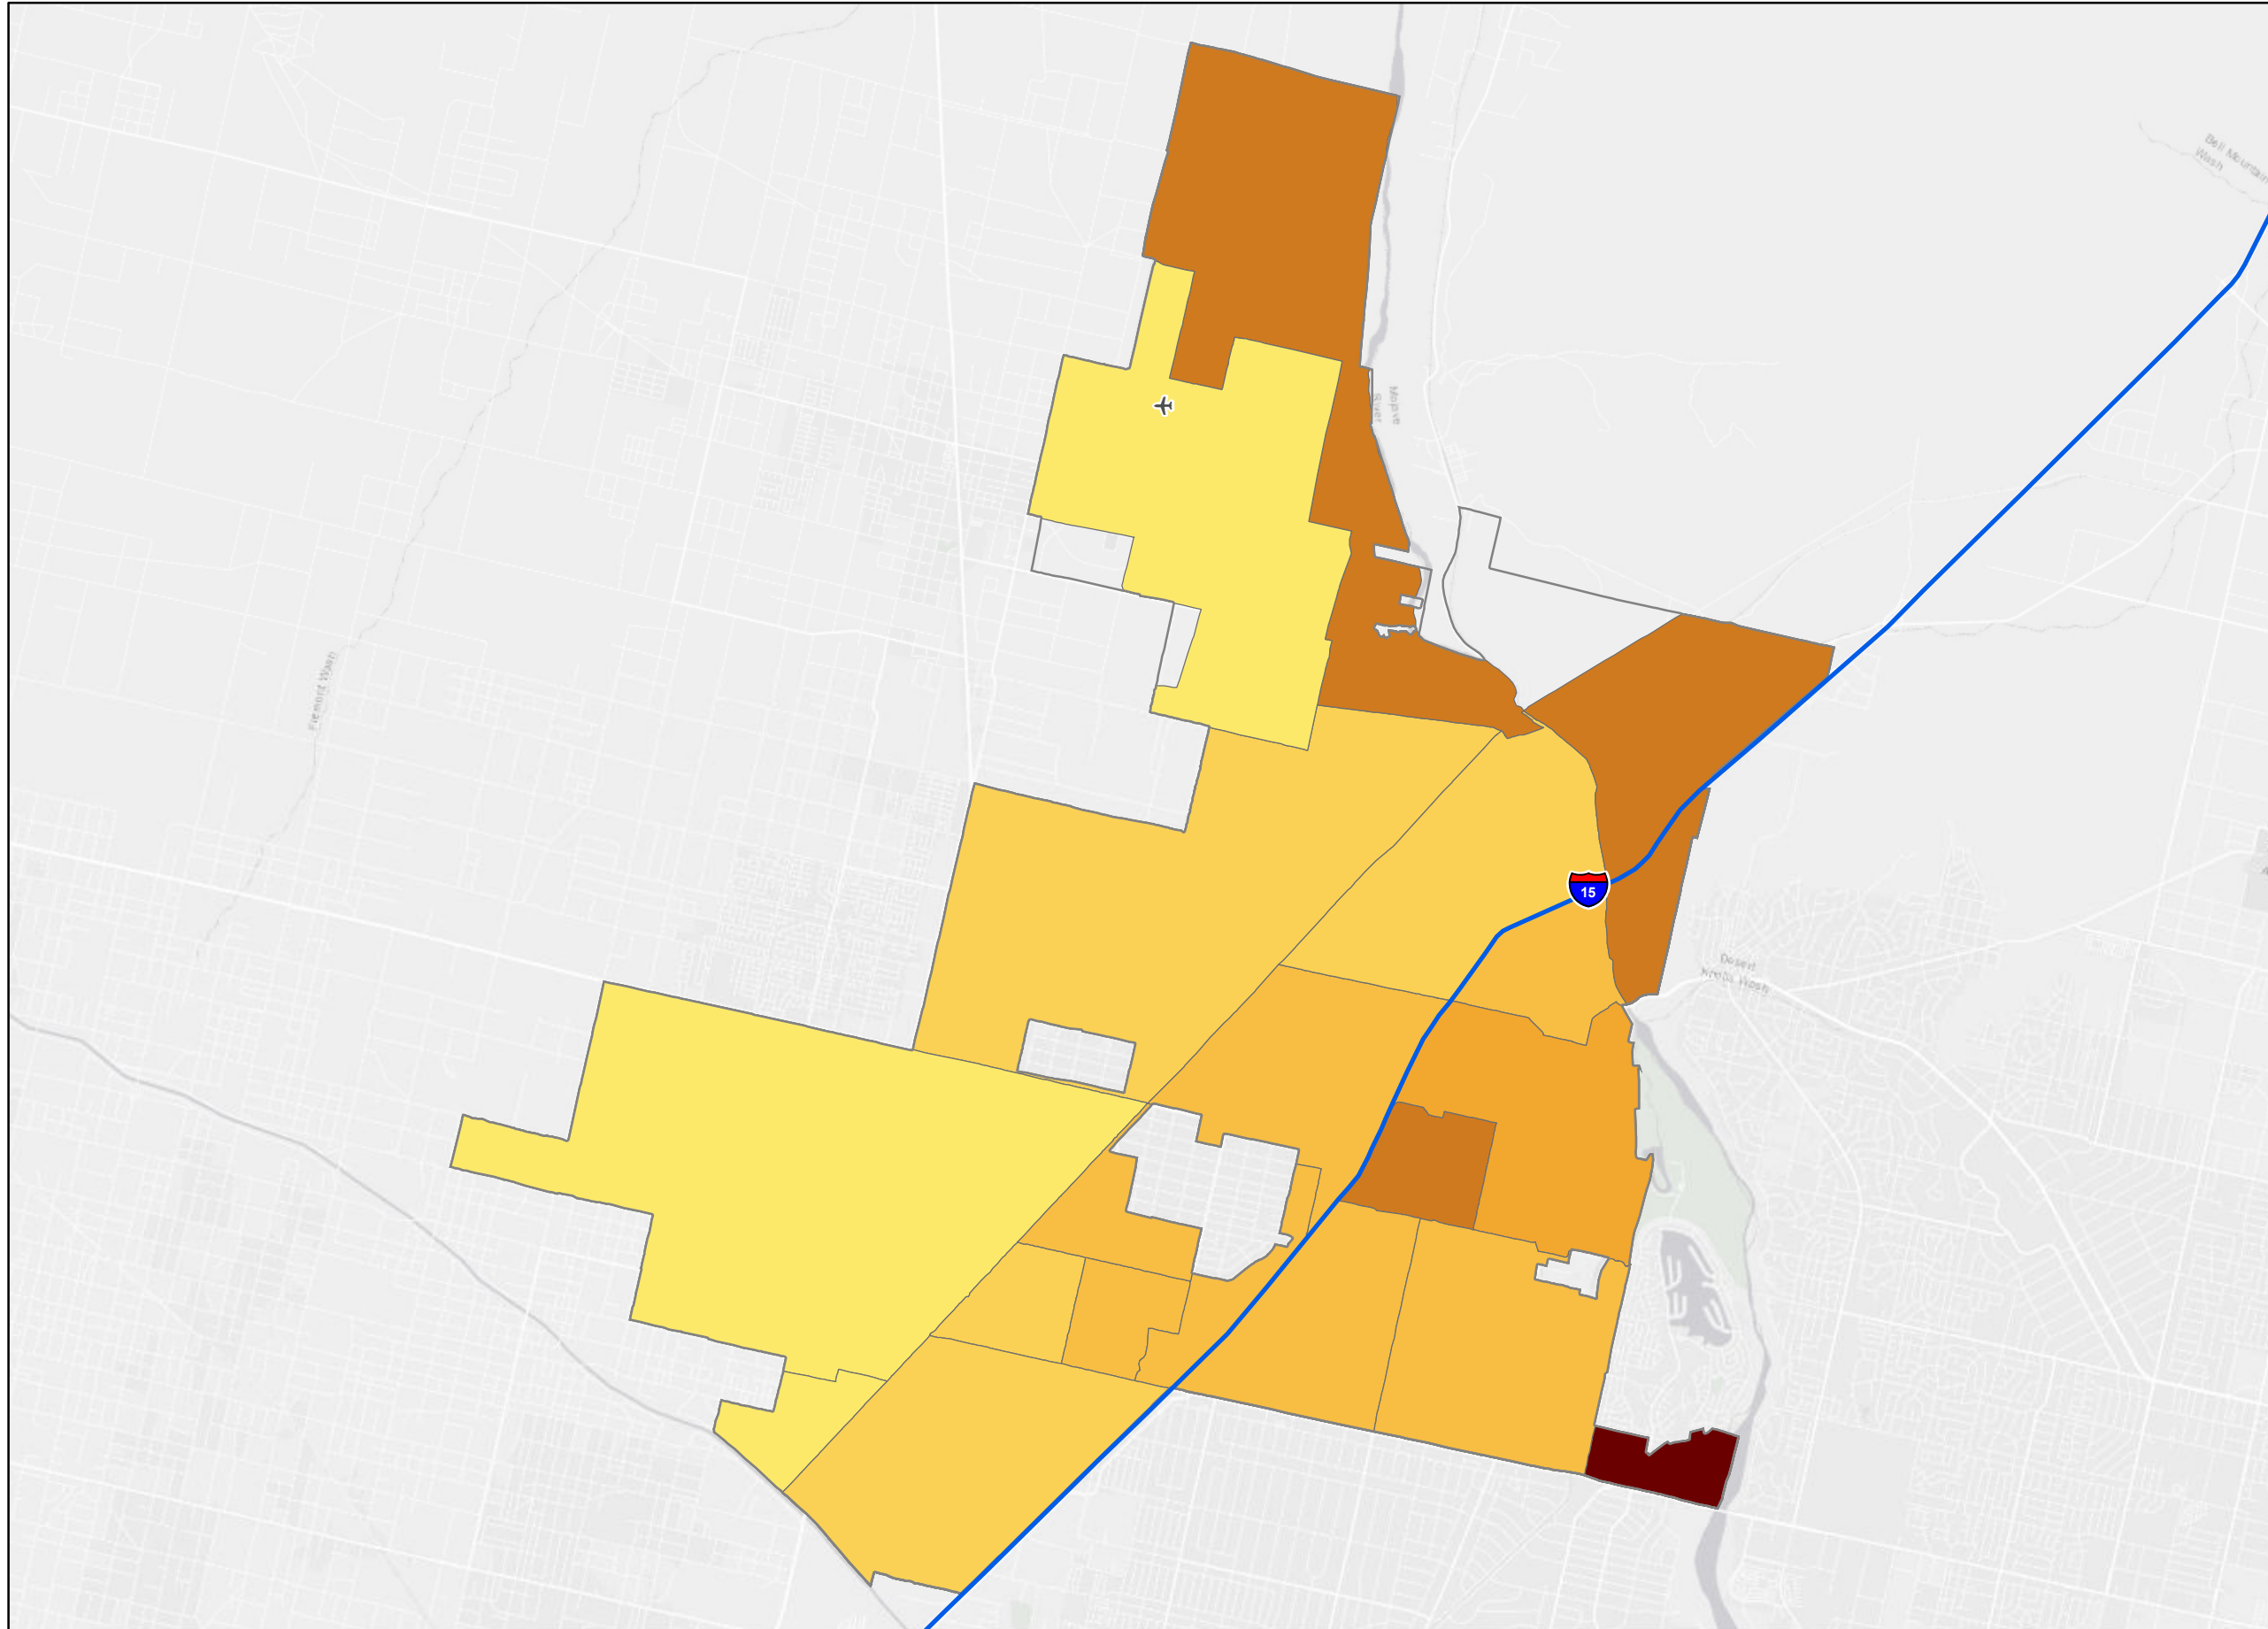 Bell Mountain
Wash
Mojave
River
Fremont Wash
15
Desert
Knolls Wash